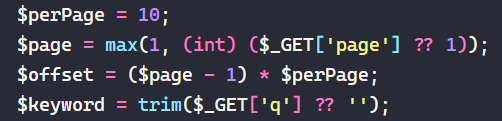 $perPage = 10;
$page = max(1, (int) ($_GET['page'] ?? 1));
$offset = ($page - 1) * $perPage;
$keyword = trim($_GET['q'] ?? '');